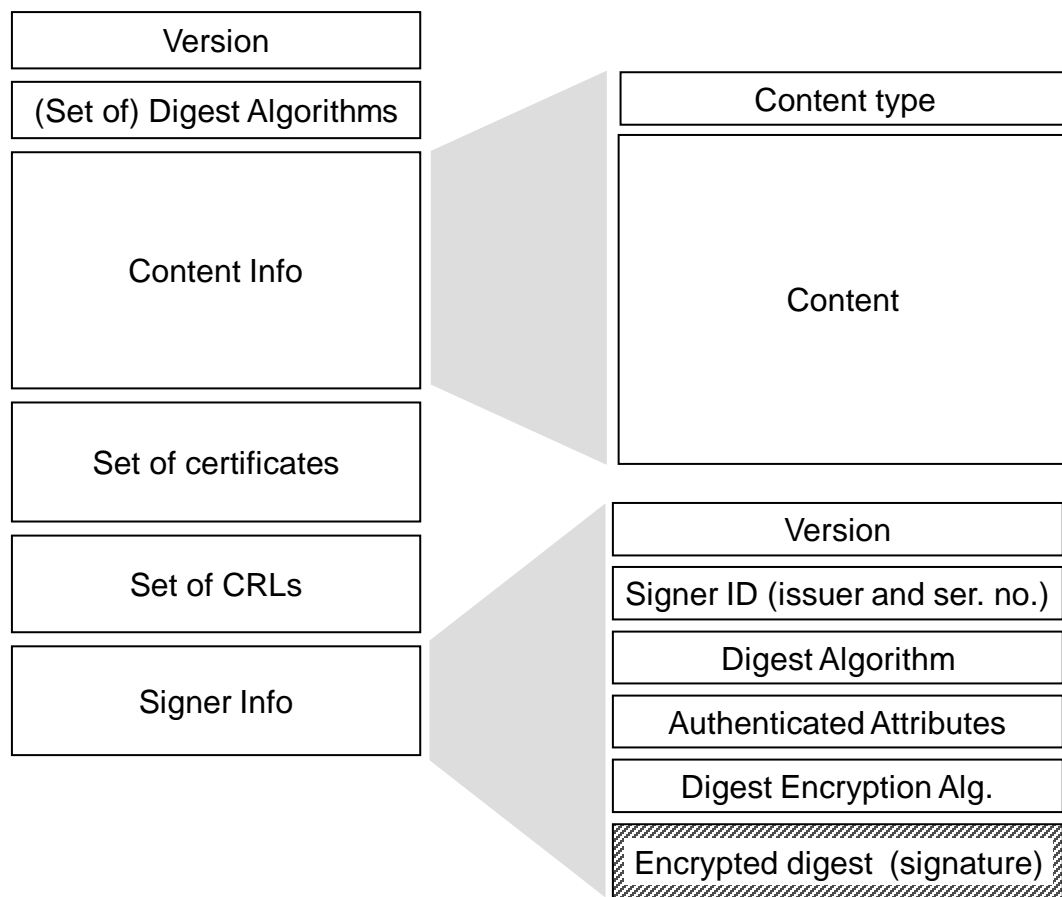 Version
(Set of) Digest Algorithms
Content Info
Set of certificates
Set of CRLs
Signer Info
Content type
Content
Version
Signer ID (issuer and ser. no.)
Digest Algorithm
Authenticated Attributes
Digest Encryption Alg.
Encrypted digest (signature)